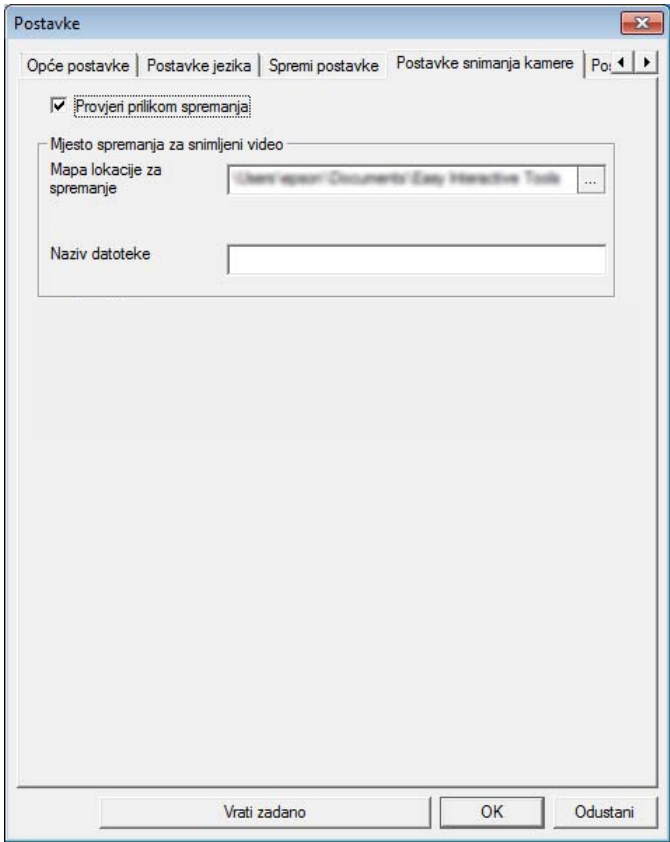 Postavke
Opće postavke
Postavke jezika
Spremi postavke
Postavke snimanja kamere
Provjeri prilikom spremanja
Mjesto spremanja za snimljeni video
Mapa lokacije za
spremanje
...
Naziv datoteke
Vrati zadano
OK
Odustani